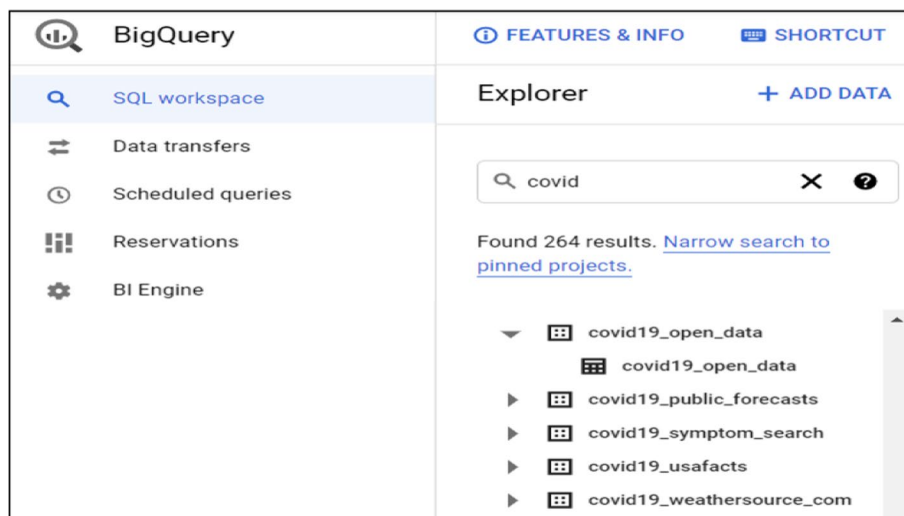 BigQuery
SQL workspace
Data transfers
Scheduled queries
Reservations
BI Engine
FEATURES & INFO
SHORTCUT
Explorer
+ ADD DATA
covid
Found 264 results. Narrow search to
pinned projects.
covid19_open_data
covid19_open_data
covid19_public_forecasts
covid19_symptom_search
covid19_usafacts
covid19_weathersource_com